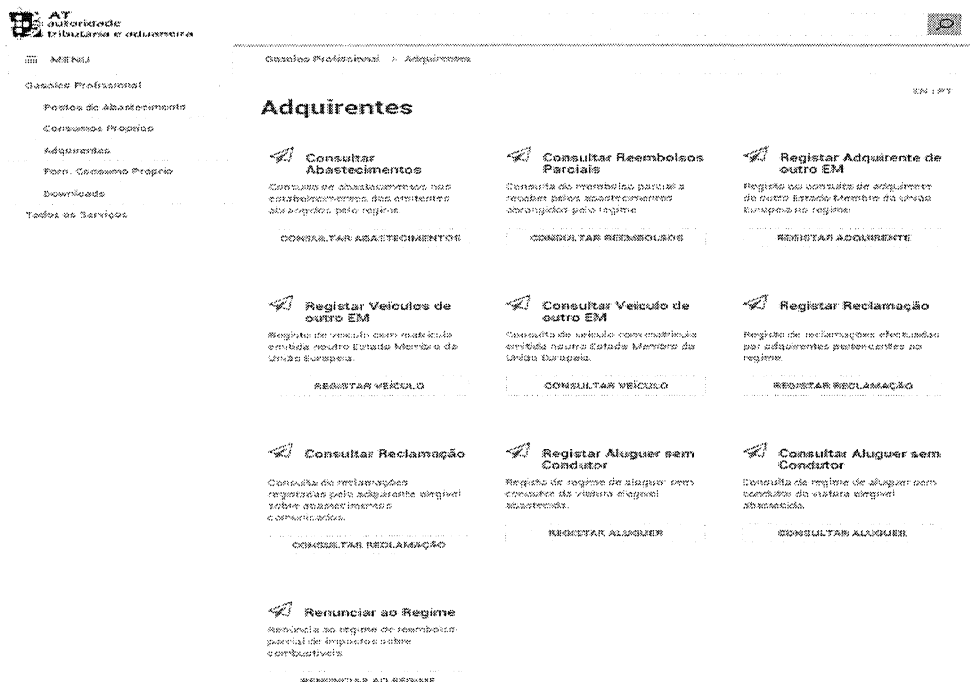 AT
autoridade
tributária e aduaneira
MENU
Gasóleo Profissional > Adquirentes
Gasóleo Profissional
Postos de Abastecimento
Consumos Próprios
Adquirentes
Forn. Consumo Próprio
Downloads
Todos os Serviços
EN | PT
Adquirentes
Consultar
Abastecimentos
Consulta de abastecimentos nos
estabelecimentos dos emitentes
abrangidos pelo regime
CONSULTAR ABASTECIMENTOS
Consultar Reembolsos
Parciais
Consulta do reembolso parcial a
receber pelos abastecimentos
abrangidos pelo regime
CONSULTAR REEMBOLSOS
Registar Adquirente de
outro EM
Registo ou consulta de adquirente
de outro Estado Membro da União
Europeia no regime
REGISTAR ADQUIRENTE
Registar Veículos de
outro EM
Registo de veículo com matrícula
emitida noutro Estado Membro da
União Europeia.
REGISTAR VEÍCULO
Consultar Veículo de
outro EM
Consulta de veículo com matrícula
emitida noutro Estado Membro da
União Europeia.
CONSULTAR VEÍCULO
Registar Reclamação
Registo de reclamações efectuadas
por adquirentes pertencentes ao
regime.
REGISTAR RECLAMAÇÃO
Consultar Reclamação
Consulta de reclamações
registadas pelo adquirente elegível
sobre abastecimentos
comunicados.
CONSULTAR RECLAMAÇÃO
Registar Aluguer sem
Condutor
Registo de regime de aluguer sem
condutor da viatura elegível
abastecida.
REGISTAR ALUGUER
Consultar Aluguer sem
Condutor
Consulta de regime de aluguer sem
condutor da viatura elegível
abastecida.
CONSULTAR ALUGUER
Renunciar ao Regime
Renúncia ao regime de reembolso
parcial de impostos sobre
combustíveis
RENUNCIAR AO REGIME